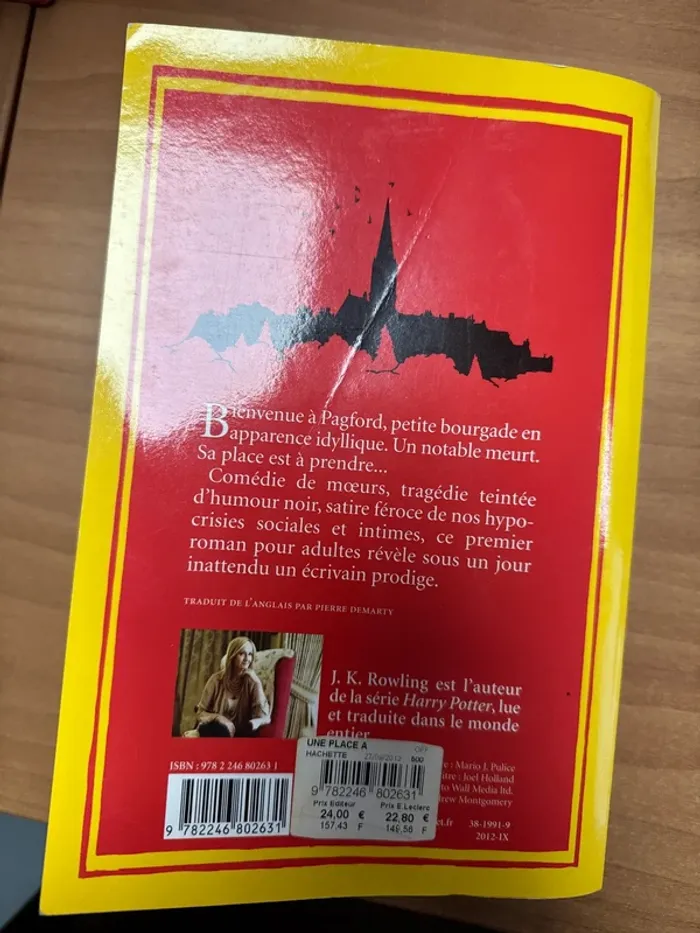 Bienvenue à Pagford, petite bourgade en
apparence idyllique. Un notable meurt.
Sa place est à prendre...
Comédie de mœurs, tragédie teintée
d'humour noir, satire féroce de nos hypo-
crisies sociales et intimes, ce premier
roman pour adultes révèle sous un jour
inattendu un écrivain prodige.
TRADUIT DE L'ANGLAIS PAR PIERRE DEMARTY
J. K. Rowling est l'auteur
de la série Harry Potter, lue
et traduite dans le monde
entier
ISBN : 978 2 246 80263 1
9 782246 802631
UNE PLACE A
HACHETTE 27/09/2012 500
9 782246 802631
Prix Editeur Prix E.Leclerc
24,00 € 22,80 €
157,43 F 149,56 F
: Mario J. Pulice
: Joel Holland
Wall Media ltd.
Montgomery
38-1991-9
2012-IX